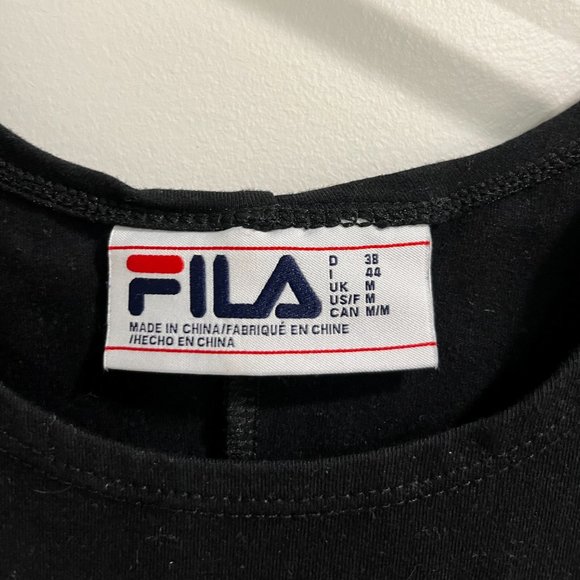 FILA
D 38
I 44
UK M
US/F M
CAN M/M
MADE IN CHINA/FABRIQUÉ EN CHINE
/HECHO EN CHINA